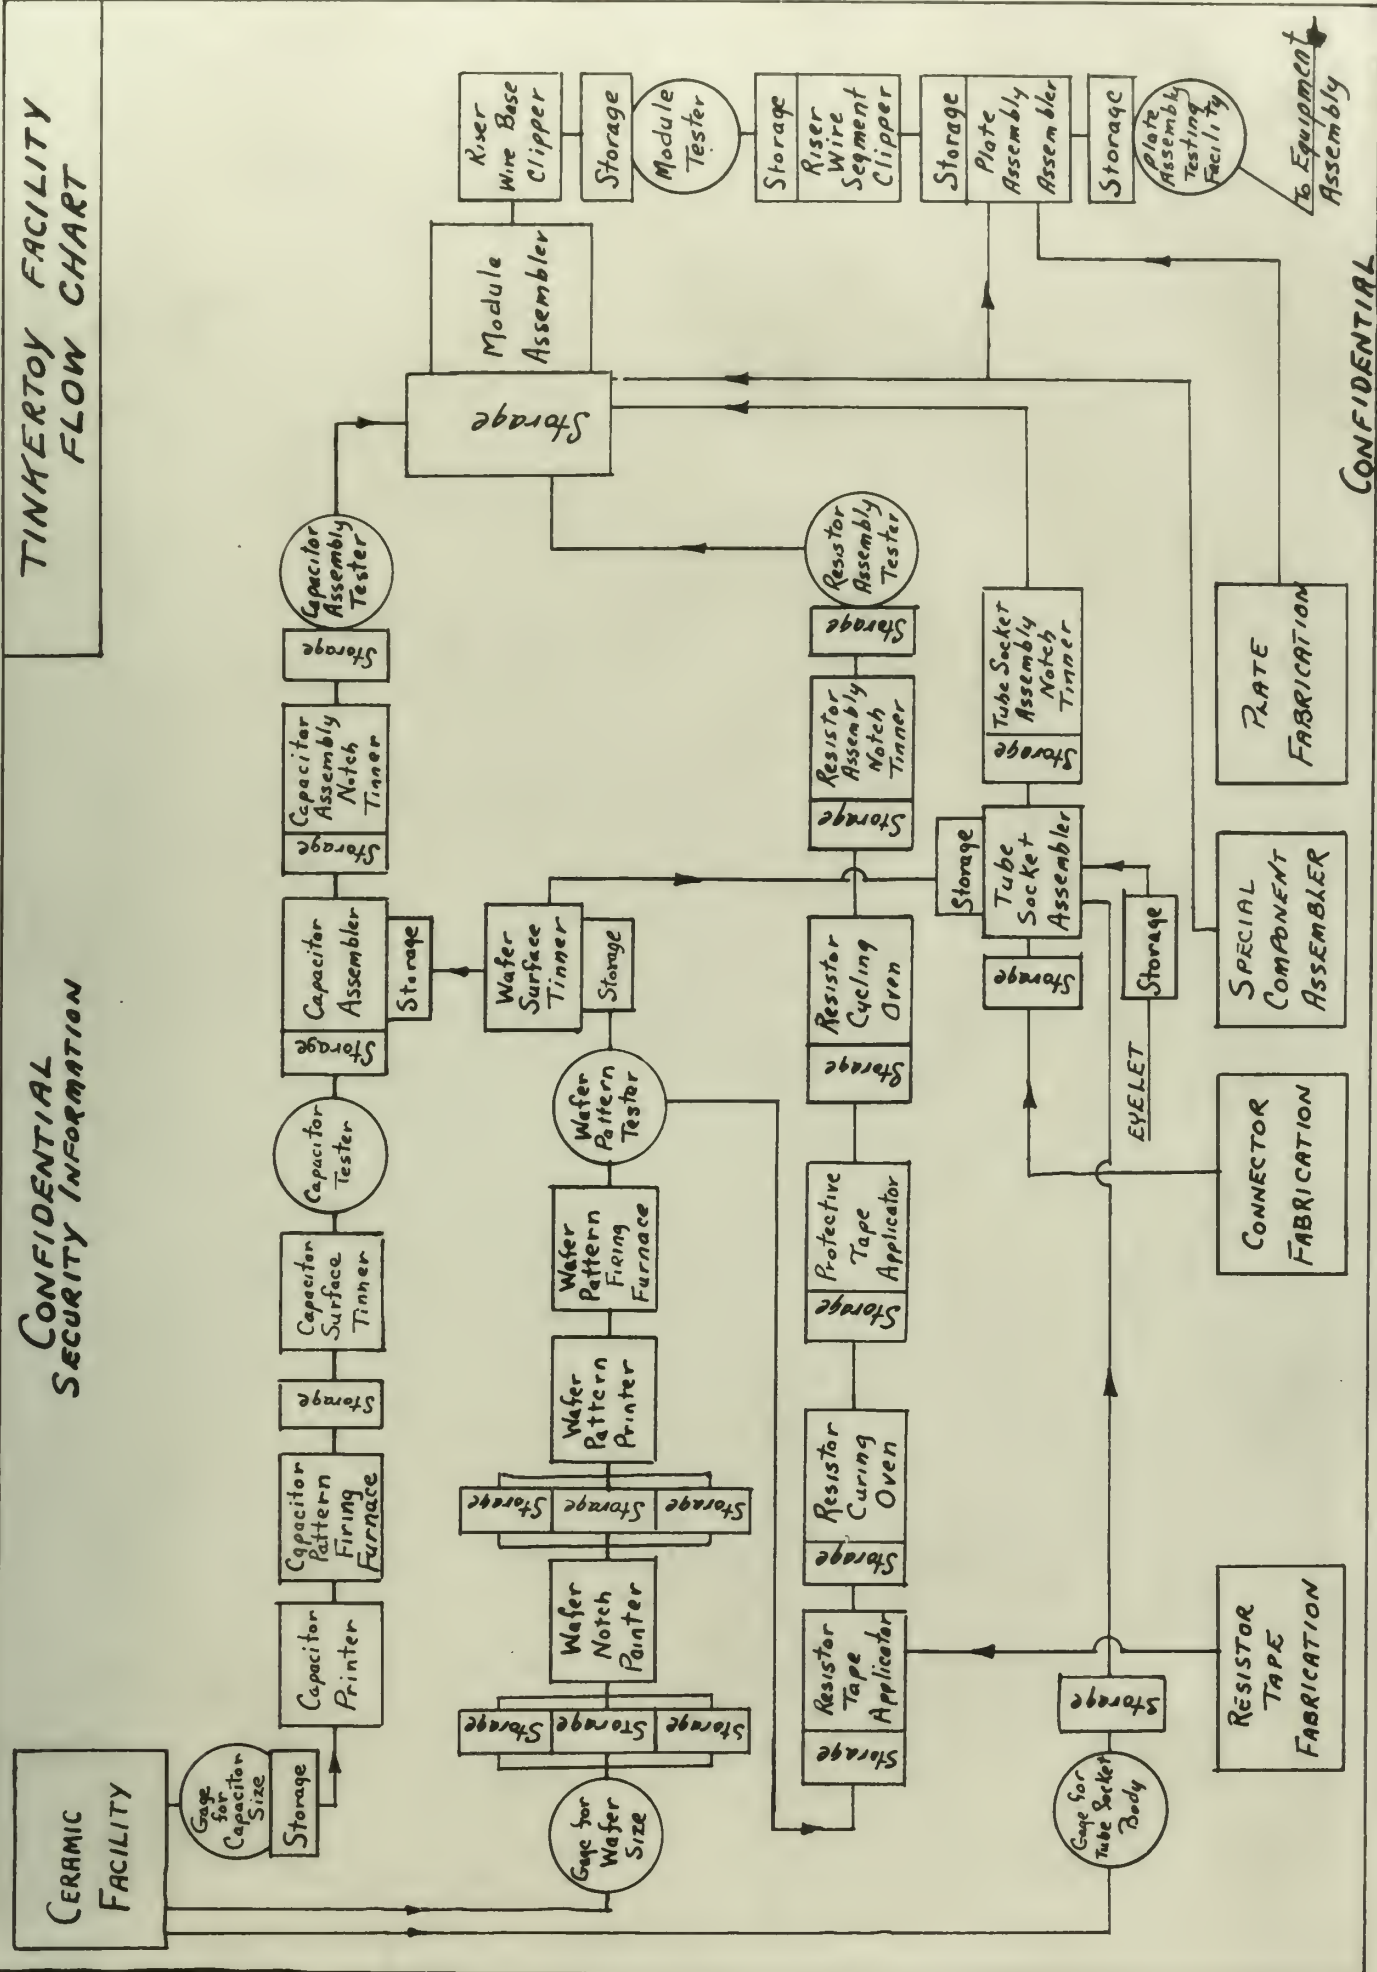 TINKERTOY FACILITY
FLOW CHART
CONFIDENTIAL
SECURITY INFORMATION
CERAMIC
FACILITY
Gage
for
Capacitor
Size
Storage
Capacitor
Printer
Capacitor
Pattern
Firing
Furnace
Storage
Capacitor
Surface
Tinner
Capacitor
Tester
Storage
Capacitor
Assembler
Storage
Storage
Capacitor
Assembly
Notch
Tinner
Storage
Capacitor
Assembly
Tester
Gage for
Wafer
Size
Storage
Storage
Storage
Wafer
Notch
Painter
Storage
Storage
Storage
Wafer
Pattern
Printer
Wafer
Pattern
FIRING
Furnace
Wafer
Pattern
Tester
Storage
Wafer
Surface
Tinner
Storage
Resistor
Tape
Applicator
Storage
Resistor
Curing
Oven
Storage
Protective
Tape
Applicator
Storage
Resistor
Cycling
Oven
Storage
Resistor
Assembly
Notch
Tinner
Storage
Resistor
Assembly
Tester
Gage for
Tube Socket
Body
Storage
Storage
Storage
Tube
Socket
Assembler
EYELET
Storage
Storage
Tube Socket
Assembly
Notch
Tinner
Storage
Module
Assembler
Riser
Wire Base
Clipper
Storage
Module
Tester
Storage
Riser
Wire
Segment
Clipper
Storage
Plate
Assembly
Assembler
Storage
Plate
Assembly
Testing
Facility
To Equipment
Assembly
RESISTOR
TAPE
FABRICATION
CONNECTOR
FABRICATION
SPECIAL
COMPONENT
ASSEMBLER
PLATE
FABRICATION
CONFIDENTIAL